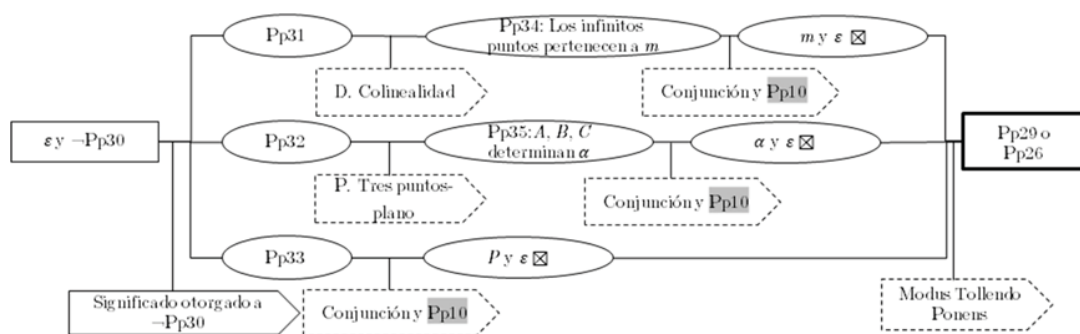 Pp31
Pp34: Los infinitos
puntos pertenecen a m
m y ε ☒
D. Colinealidad
Conjunción y Pp10
ε y ¬Pp30
Pp32
Pp35: A, B, C
determinan α
α y ε ☒
Pp29 o
Pp26
P. Tres puntos-
plano
Conjunción y Pp10
Pp33
P y ε ☒
Significado otorgado a
¬Pp30
Conjunción y Pp10
Modus Tollendo
Ponens